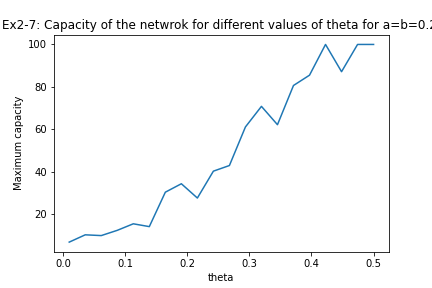 Ex2-7: Capacity of the netwrok for different values of theta for a=b=0.2
100
80
60
40
20
Maximum capacity
0.0 0.1 0.2 0.3 0.4 0.5
theta